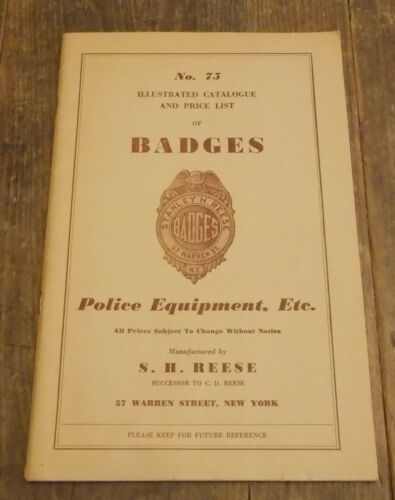 No. 75
ILLUSTRATED CATALOGUE
AND PRICE LIST
OF
BADGES
STANLEY H. REESE
BADGES
57 WARREN ST.
N.Y.
Police Equipment, Etc.
All Prices Subject To Change Without Notice
Manufactured by
S. H. REESE
SUCCESSOR TO C. D. REESE
57 WARREN STREET, NEW YORK
PLEASE KEEP FOR FUTURE REFERENCE